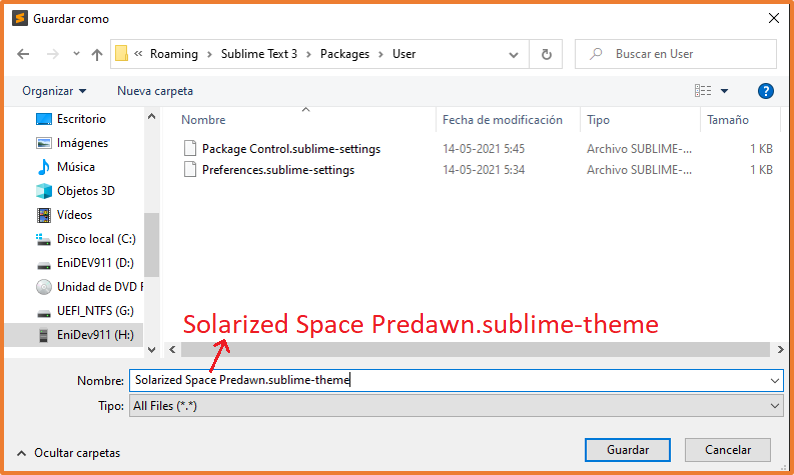 Guardar como
« Roaming > Sublime Text 3 > Packages > User
Buscar en User
Organizar
Nueva carpeta
Nombre Fecha de modificación Tipo Tamaño
Escritorio
Imágenes
Música
Objetos 3D
Vídeos
Disco local (C:)
EniDEV911 (D:)
Unidad de DVD F
UEFI_NTFS (G:)
EniDev911 (H:)
Package Control.sublime-settings 14-05-2021 5:45 Archivo SUBLIME-... 1 KB
Preferences.sublime-settings 14-05-2021 5:34 Archivo SUBLIME-... 1 KB
Solarized Space Predawn.sublime-theme
Nombre: Solarized Space Predawn.sublime-theme
Tipo: All Files (*.*)
Ocultar carpetas
Guardar
Cancelar